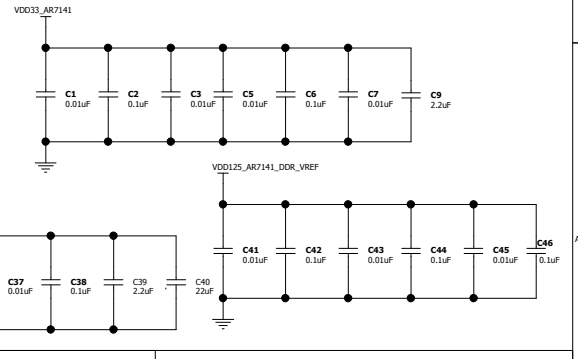 VDD33_AR7141
C1
0.01uF
C2
0.1uF
C3
0.01uF
C5
0.01uF
C6
0.1uF
C7
0.01uF
C9
2.2uF
VDD125_AR7141_DDR_VREF
C41
0.01uF
C42
0.1uF
C43
0.01uF
C44
0.1uF
C45
0.01uF
C46
0.1uF
C37
0.01uF
C38
0.1uF
C39
2.2uF
C40
22uF